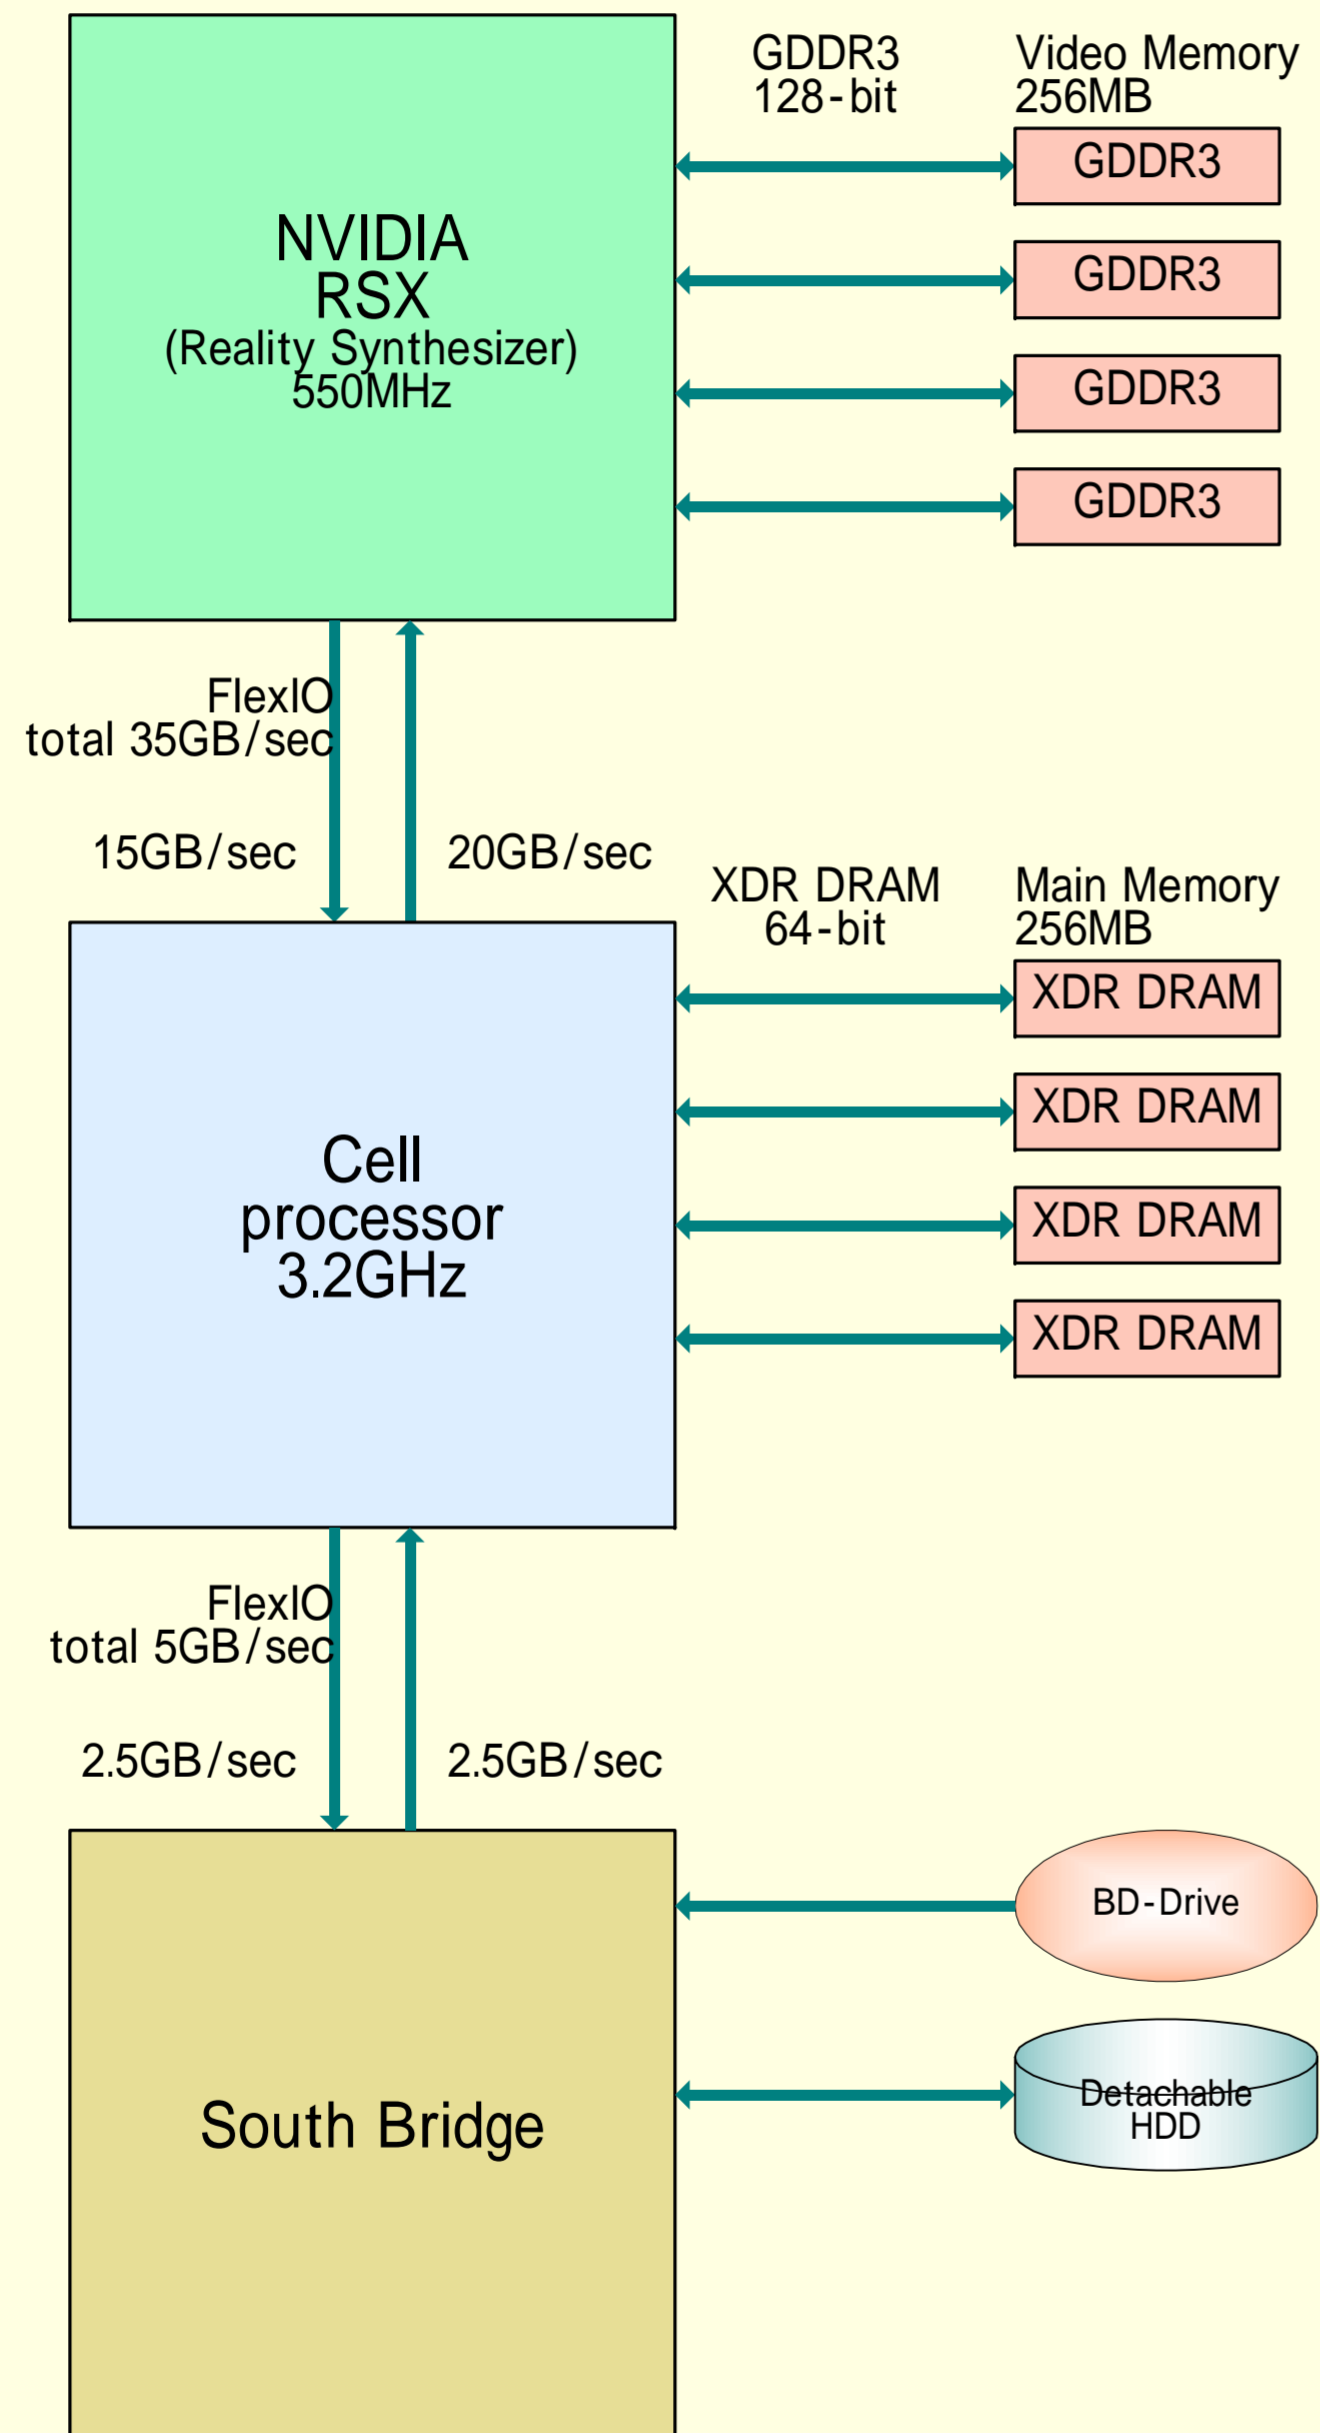 GDDR3
128-bit
Video Memory
256MB
GDDR3
GDDR3
GDDR3
GDDR3
NVIDIA
RSX
(Reality Synthesizer)
550MHz
FlexIO
total 35GB/sec
15GB/sec
20GB/sec
XDR DRAM
64-bit
Main Memory
256MB
XDR DRAM
XDR DRAM
XDR DRAM
XDR DRAM
Cell
processor
3.2GHz
FlexIO
total 5GB/sec
2.5GB/sec
2.5GB/sec
BD-Drive
Detachable
HDD
South Bridge